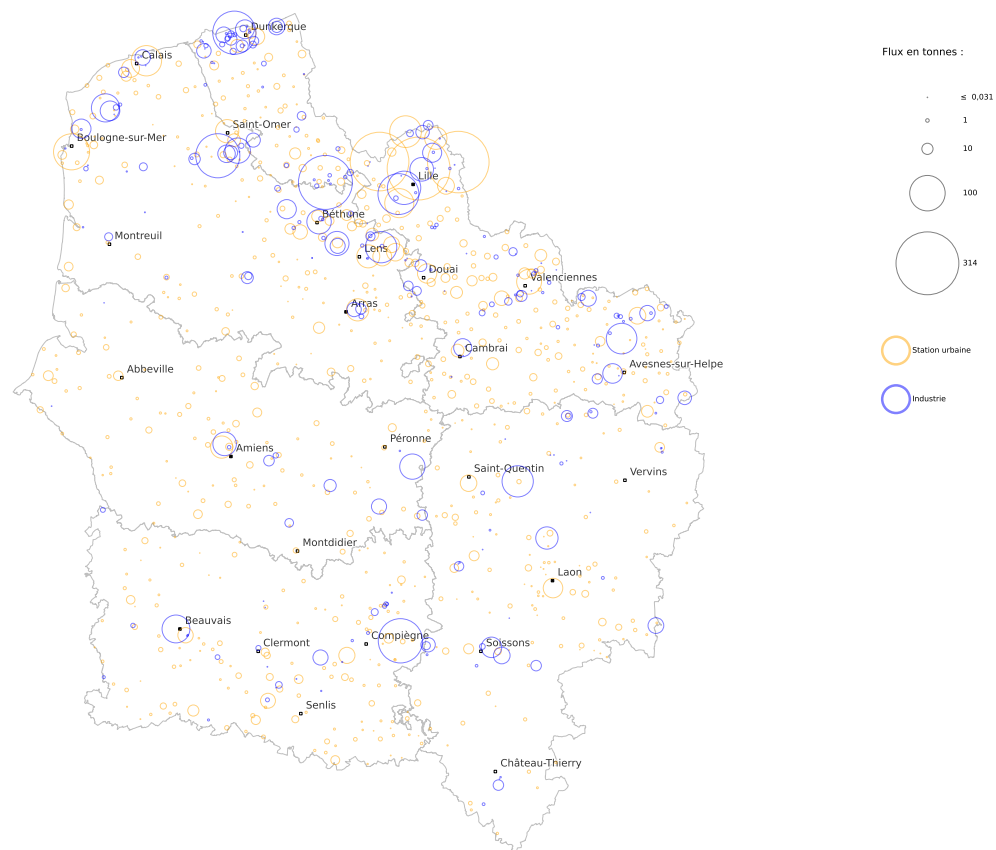 Dunkerque
Flux en tonnes :
Calais
≤ 0,031
1
Saint-Omer
Boulogne-sur-Mer
10
Lille
100
Béthune
Montreuil
Lens
314
Douai
Valenciennes
Arras
Cambrai
Station urbaine
Avesnes-sur-Helpe
Abbeville
Industrie
Péronne
Amiens
Saint-Quentin
Vervins
Montdidier
Laon
Beauvais
Compiègne
Clermont
Soissons
Senlis
Château-Thierry